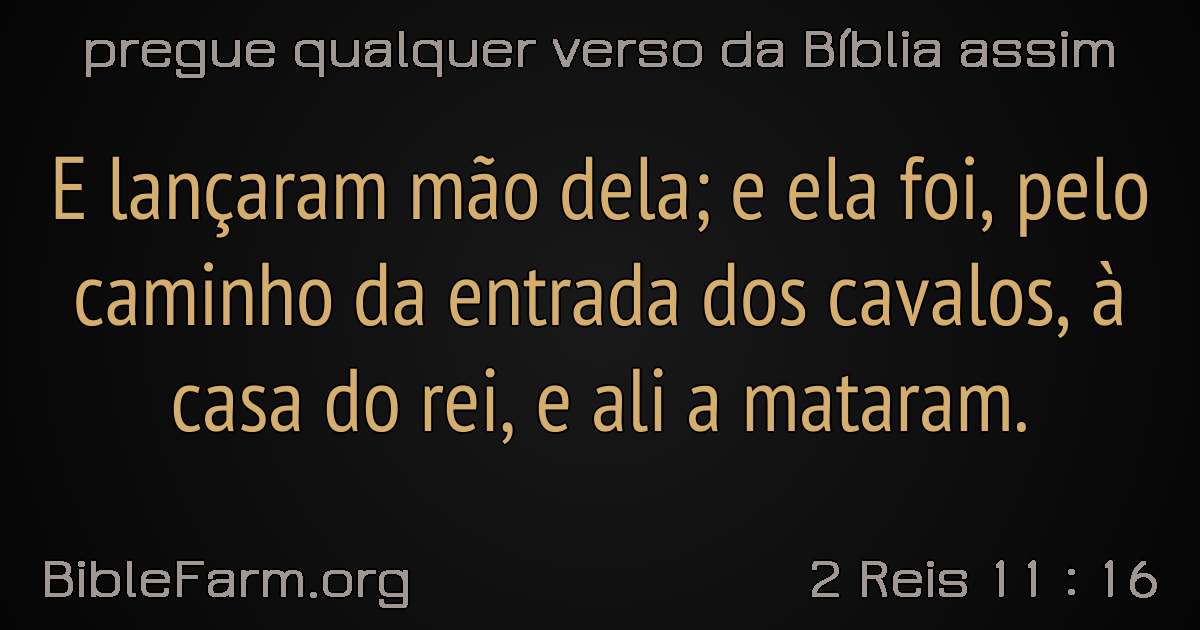 pregue qualquer verso da Bíblia assim
E lançaram mão dela; e ela foi, pelo
caminho da entrada dos cavalos, à
casa do rei, e ali a mataram.
BibleFarm.org
2 Reis 11 : 16